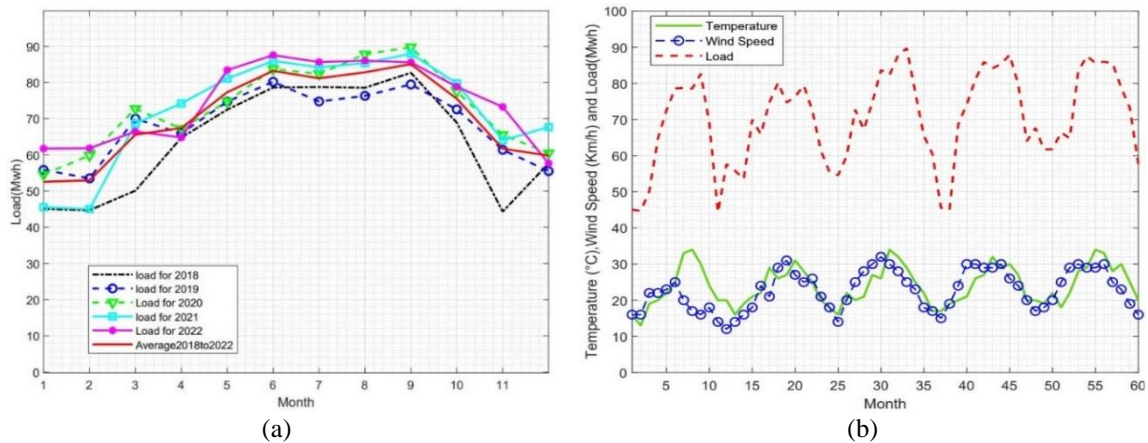 90
80
70
60
50
40
30
20
10
0
Load(Mwh)
load for 2018
load for 2019
Load for 2020
load for 2021
Load for 2022
Average2018to2022
1 2 3 4 5 6 7 8 9 10 11
Month
(a)
100
90
80
70
60
50
40
30
20
10
0
Temperature (°C),Wind Speed (Km/h) and Load(Mwh)
Temperature
Wind Speed
Load
5 10 15 20 25 30 35 40 45 50 55 60
Month
(b)